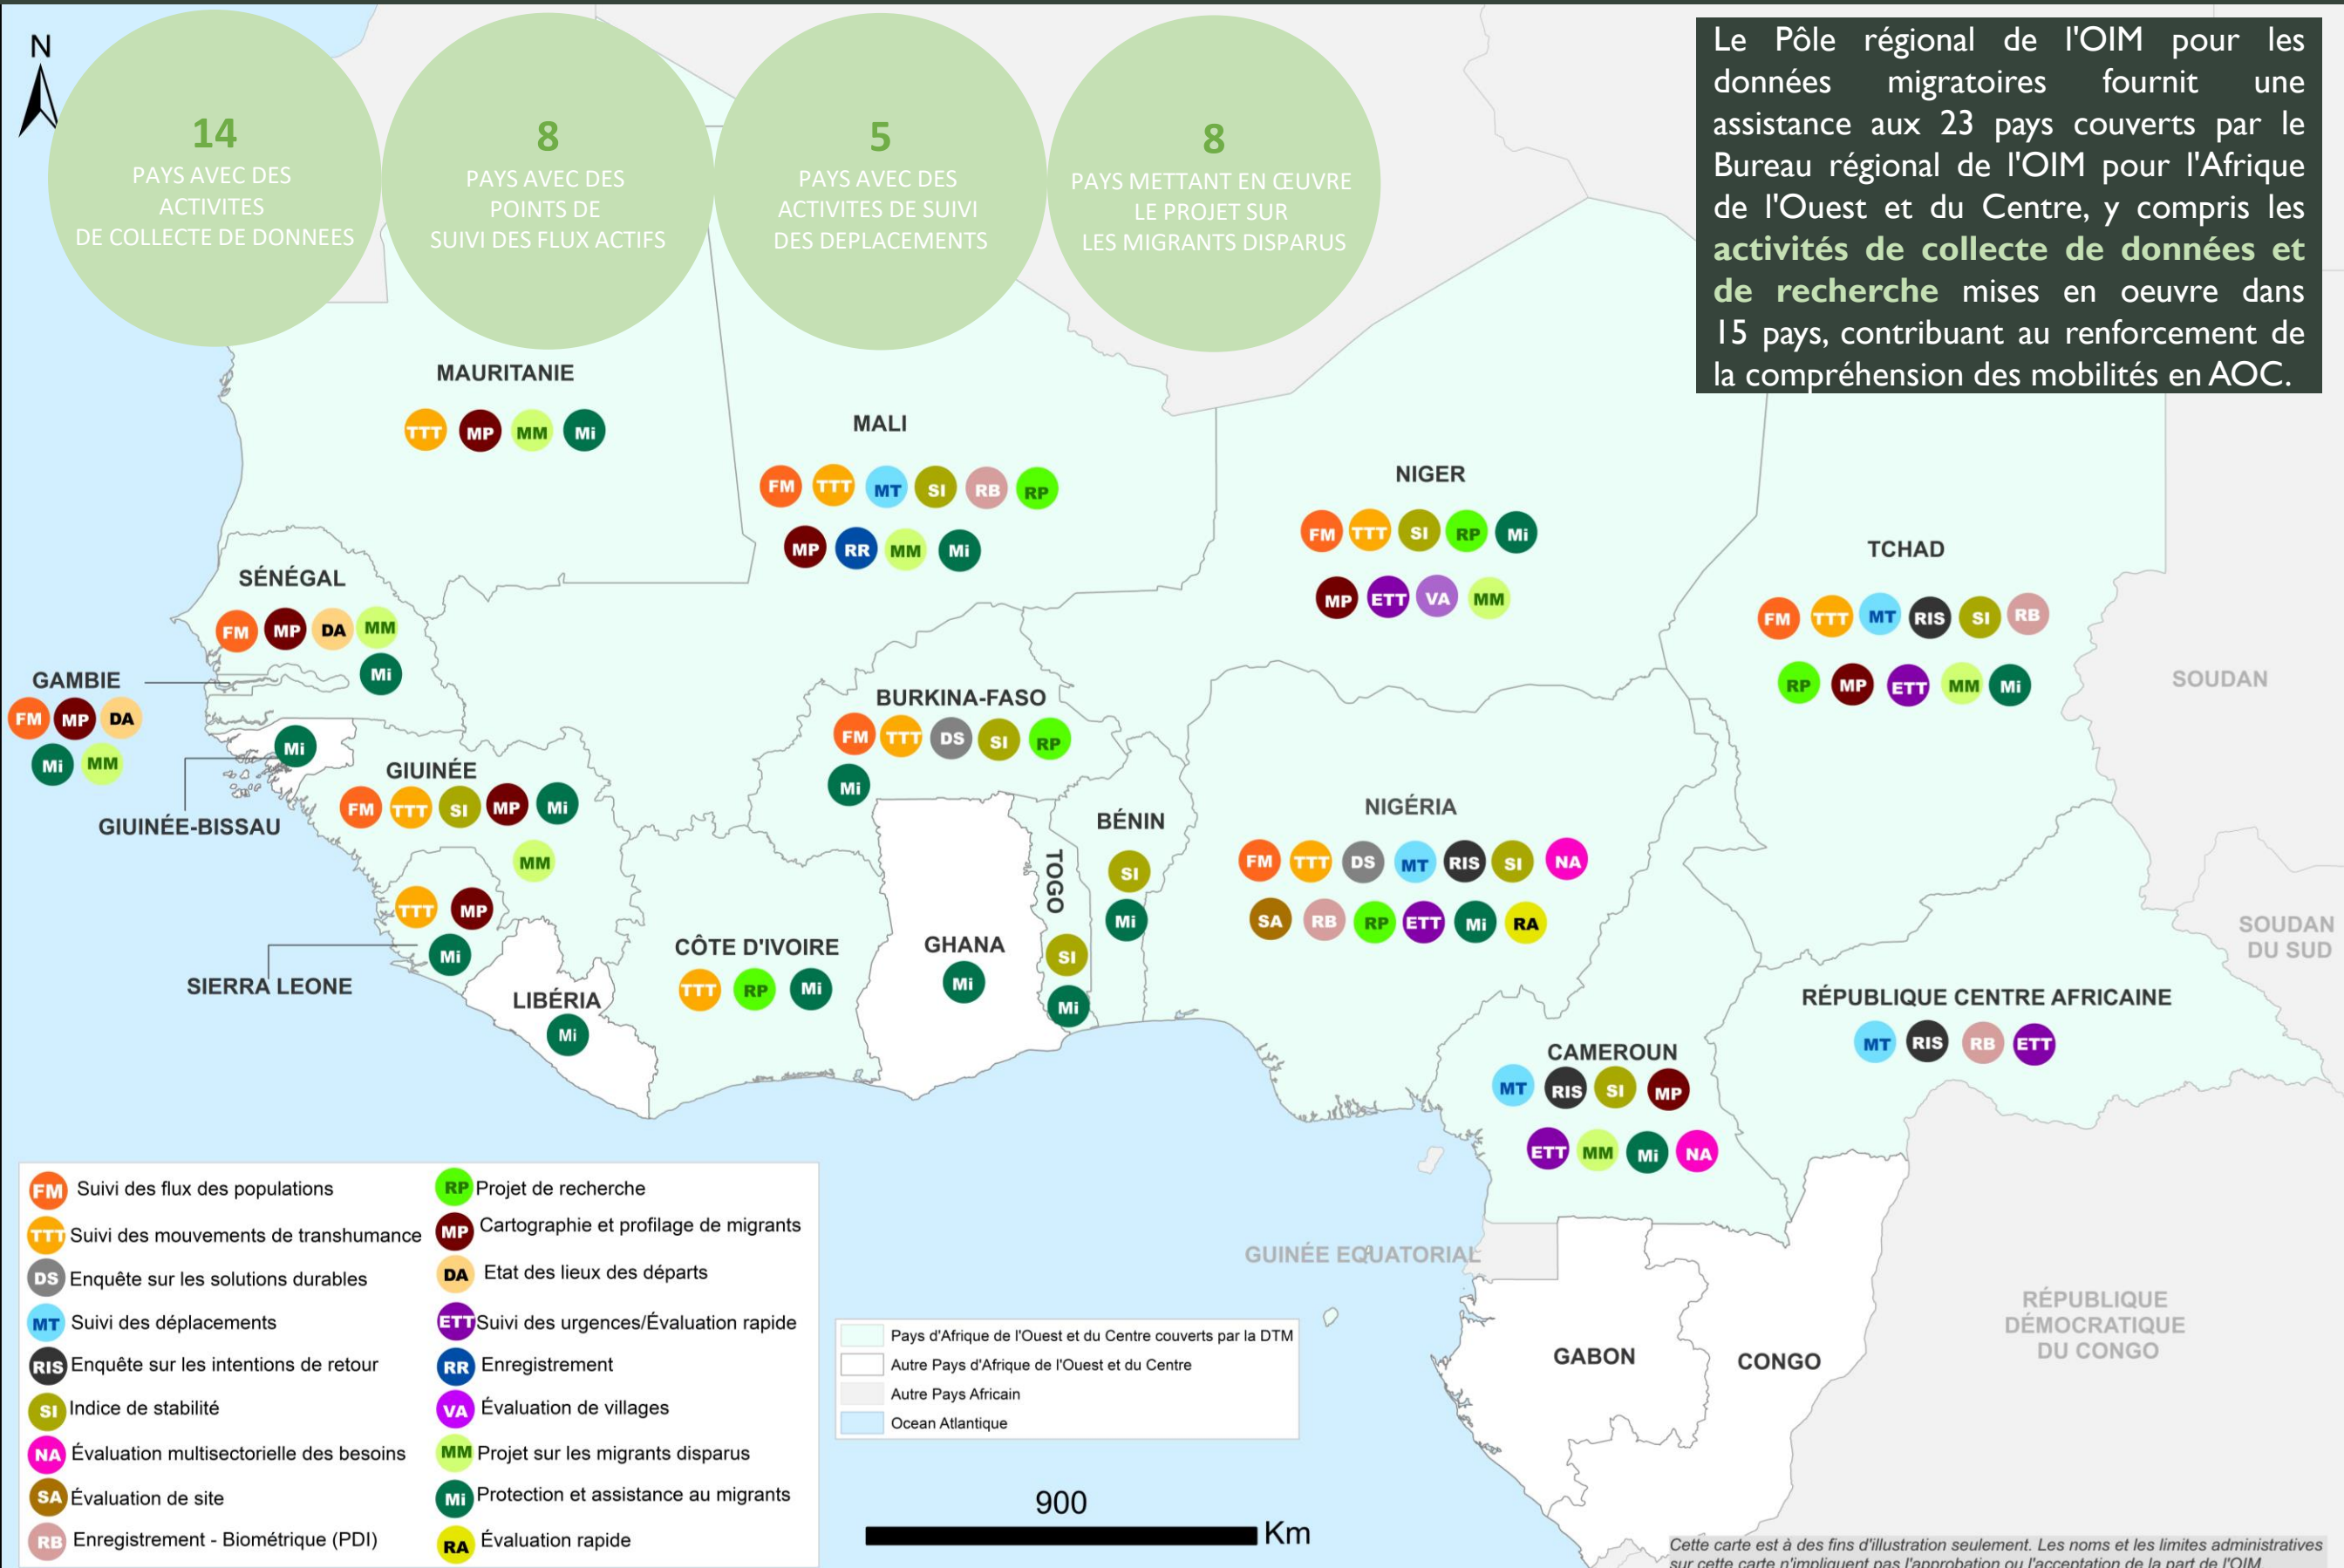 N
14
PAYS AVEC DES
ACTIVITES
DE COLLECTE DE DONNEES
8
PAYS AVEC DES
POINTS DE
SUIVI DES FLUX ACTIFS
5
PAYS AVEC DES
ACTIVITES DE SUIVI
DES DEPLACEMENTS
8
PAYS METTANT EN ŒUVRE
LE PROJET SUR
LES MIGRANTS DISPARUS
Le Pôle régional de l'OIM pour les
données migratoires fournit une
assistance aux 23 pays couverts par le
Bureau régional de l'OIM pour l'Afrique
de l'Ouest et du Centre, y compris les
activités de collecte de données et
de recherche mises en oeuvre dans
15 pays, contribuant au renforcement de
la compréhension des mobilités en AOC.
MAURITANIE
TTT MP MM Mi
MALI
FM TTT MT SI RB RP
MP RR MM Mi
NIGER
FM TTT SI RP Mi
MP ETT VA MM
TCHAD
FM TTT MT RIS SI RB
RP MP ETT MM Mi
SOUDAN
SÉNÉGAL
FM MP DA MM
Mi
GAMBIE
FM MP DA
Mi MM
Mi
GIUINÉE-BISSAU
GIUINÉE
FM TTT SI MP Mi
MM
BURKINA-FASO
FM TTT DS SI RP
Mi
BÉNIN
SI
Mi
TOGO
SI
Mi
NIGÉRIA
FM TTT DS MT RIS SI NA
SA RB RP ETT Mi RA
SOUDAN
DU SUD
TTT MP
Mi
SIERRA LEONE
LIBÉRIA
Mi
CÔTE D'IVOIRE
TTT RP Mi
GHANA
Mi
RÉPUBLIQUE CENTRE AFRICAINE
MT RIS RB ETT
CAMEROUN
MT RIS SI MP
ETT MM Mi NA
GUINÉE EQUATORIAL
GABON
CONGO
RÉPUBLIQUE
DÉMOCRATIQUE
DU CONGO
FM Suivi des flux des populations
TTT Suivi des mouvements de transhumance
DS Enquête sur les solutions durables
MT Suivi des déplacements
RIS Enquête sur les intentions de retour
SI Indice de stabilité
NA Évaluation multisectorielle des besoins
SA Évaluation de site
RB Enregistrement - Biométrique (PDI)
RP Projet de recherche
MP Cartographie et profilage de migrants
DA Etat des lieux des départs
ETT Suivi des urgences/Évaluation rapide
RR Enregistrement
VA Évaluation de villages
MM Projet sur les migrants disparus
Mi Protection et assistance au migrants
RA Évaluation rapide
Pays d'Afrique de l'Ouest et du Centre couverts par la DTM
Autre Pays d'Afrique de l'Ouest et du Centre
Autre Pays Africain
Ocean Atlantique
900
Km
Cette carte est à des fins d'illustration seulement. Les noms et les limites administratives
sur cette carte n'impliquent pas l'approbation ou l'acceptation de la part de l'OIM.